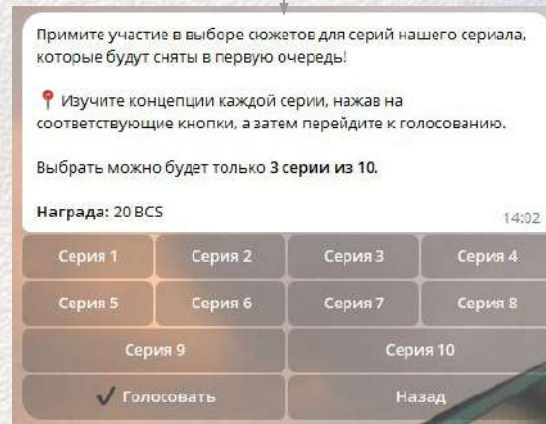 Примите участие в выборе сюжетов для серий нашего сериала,
которые будут сняты в первую очередь!
📍 Изучите концепции каждой серии, нажав на
соответствующие кнопки, а затем перейдите к голосованию.
Выбрать можно будет только 3 серии из 10.
Награда: 20 BCS
14:02
Серия 1 Серия 2 Серия 3 Серия 4
Серия 5 Серия 6 Серия 7 Серия 8
Серия 9 Серия 10
✔ Голосовать Назад